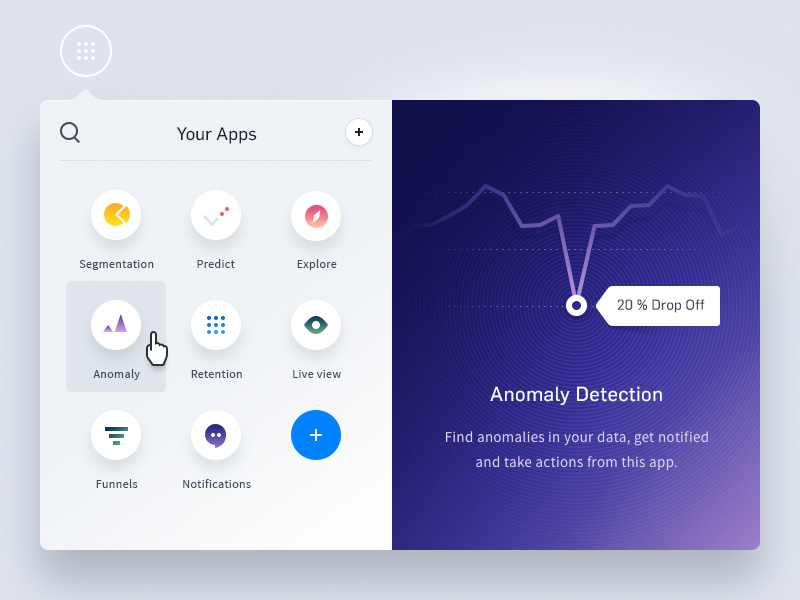 Your Apps
Segmentation
Predict
Explore
Anomaly
Retention
Live view
Funnels
Notifications
20 % Drop Off
Anomaly Detection
Find anomalies in your data, get notified
and take actions from this app.